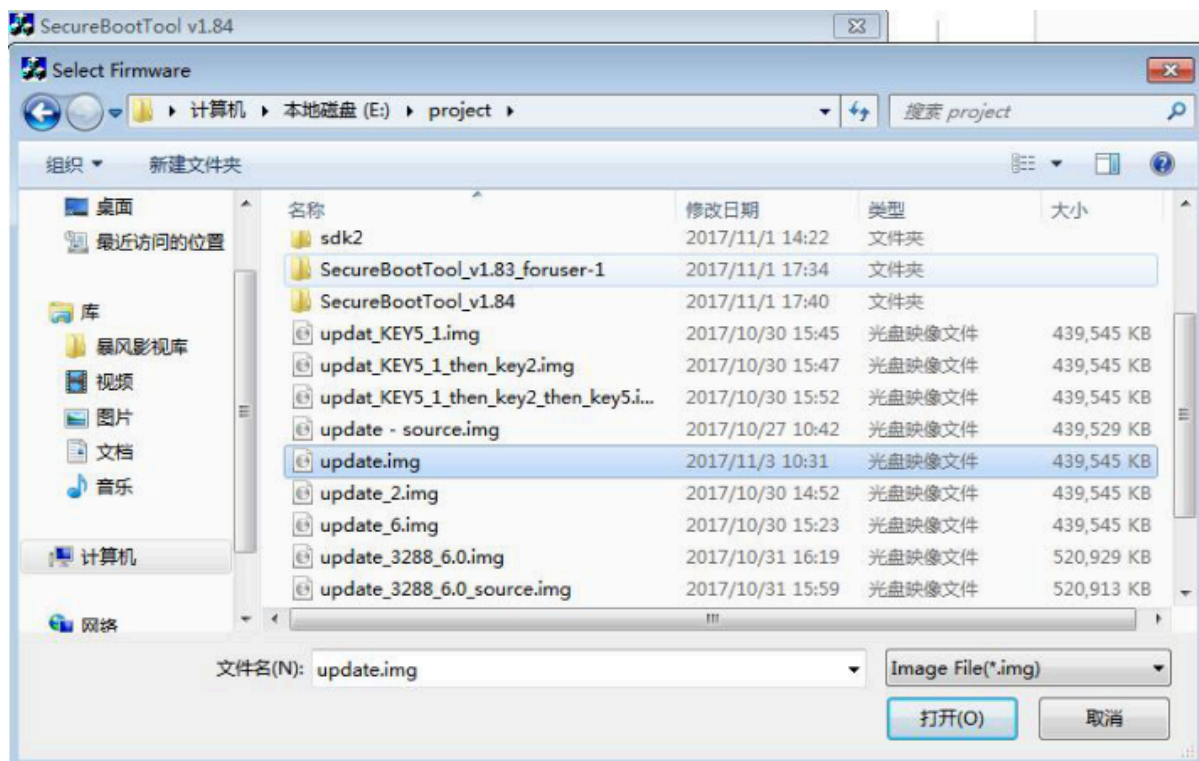 SecureBootTool v1.84
Select Firmware
计算机 本地磁盘 (E:) project 搜索 project
组织 新建文件夹
桌面
最近访问的位置
库
暴风影视库
视频
图片
文档
音乐
计算机
网络
名称 修改日期 类型 大小
sdk2 2017/11/1 14:22 文件夹
SecureBootTool_v1.83_foruser-1 2017/11/1 17:34 文件夹
SecureBootTool_v1.84 2017/11/1 17:40 文件夹
updat_KEY5_1.img 2017/10/30 15:45 光盘映像文件 439,545 KB
updat_KEY5_1_then_key2.img 2017/10/30 15:47 光盘映像文件 439,545 KB
updat_KEY5_1_then_key2_then_key5.i... 2017/10/30 15:52 光盘映像文件 439,545 KB
update - source.img 2017/10/27 10:42 光盘映像文件 439,529 KB
update.img 2017/11/3 10:31 光盘映像文件 439,545 KB
update_2.img 2017/10/30 14:52 光盘映像文件 439,545 KB
update_6.img 2017/10/30 15:23 光盘映像文件 439,545 KB
update_3288_6.0.img 2017/10/31 16:19 光盘映像文件 520,929 KB
update_3288_6.0_source.img 2017/10/31 15:59 光盘映像文件 520,913 KB
文件名(N): update.img Image File(*.img)
打开(O) 取消